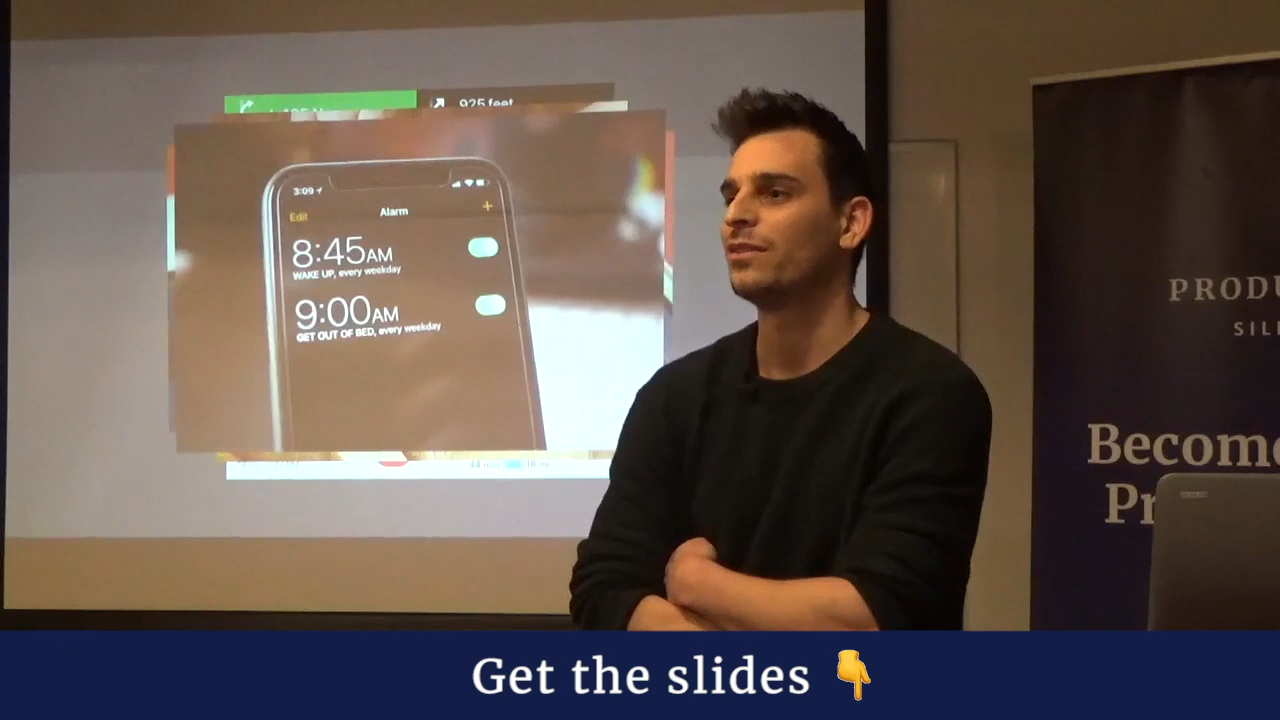 925 feet
3:09
Edit
Alarm
+
8:45AM
WAKE UP, every weekday
9:00AM
GET OUT OF BED, every weekday
PRODU
SIL
Become
Pr
Get the slides 👇